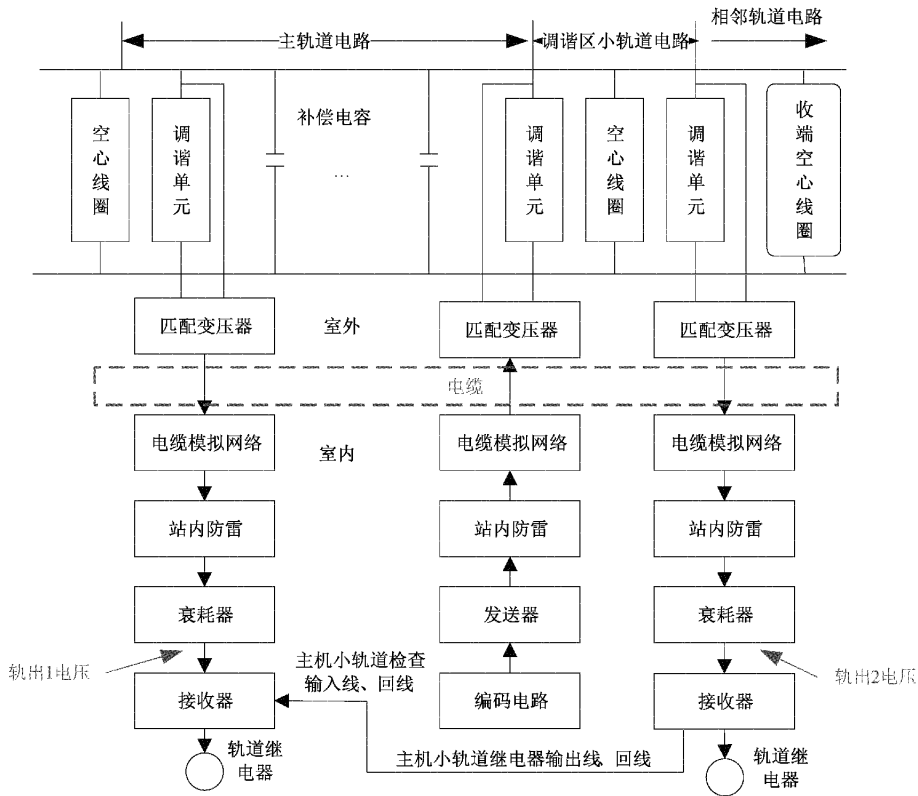 主轨道电路
调谐区小轨道电路
相邻轨道电路
空心线圈
调谐单元
补偿电容
…
调谐单元
空心线圈
调谐单元
收端空心线圈
匹配变压器
室外
匹配变压器
匹配变压器
电缆
电缆模拟网络
室内
电缆模拟网络
电缆模拟网络
站内防雷
站内防雷
站内防雷
衰耗器
发送器
衰耗器
轨出1电压
主机小轨道检查
输入线、回线
轨出2电压
接收器
编码电路
接收器
轨道继
电器
主机小轨道继电器输出线、回线
轨道继
电器